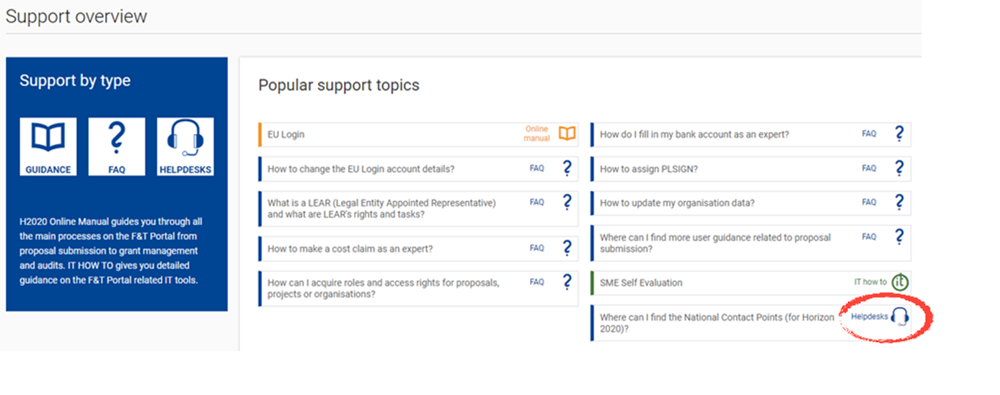 Support overview
Support by type
GUIDANCE
FAQ
HELPDESKS
H2020 Online Manual guides you through all
the main processes on the F&T Portal from
proposal submission to grant management
and audits. IT HOW TO gives you detailed
guidance on the F&T Portal related IT tools.
Popular support topics
EU Login
Online
manual
How to change the EU Login account details?
FAQ
What is a LEAR (Legal Entity Appointed Representative)
and what are LEAR's rights and tasks?
FAQ
How to make a cost claim as an expert?
FAQ
How can I acquire roles and access rights for proposals,
projects or organisations?
FAQ
How do I fill in my bank account as an expert?
FAQ
How to assign PLSIGN?
FAQ
How to update my organisation data?
FAQ
Where can I find more user guidance related to proposal
submission?
FAQ
SME Self Evaluation
IT how to
it
Where can I find the National Contact Points (for Horizon
2020)?
Helpdesks